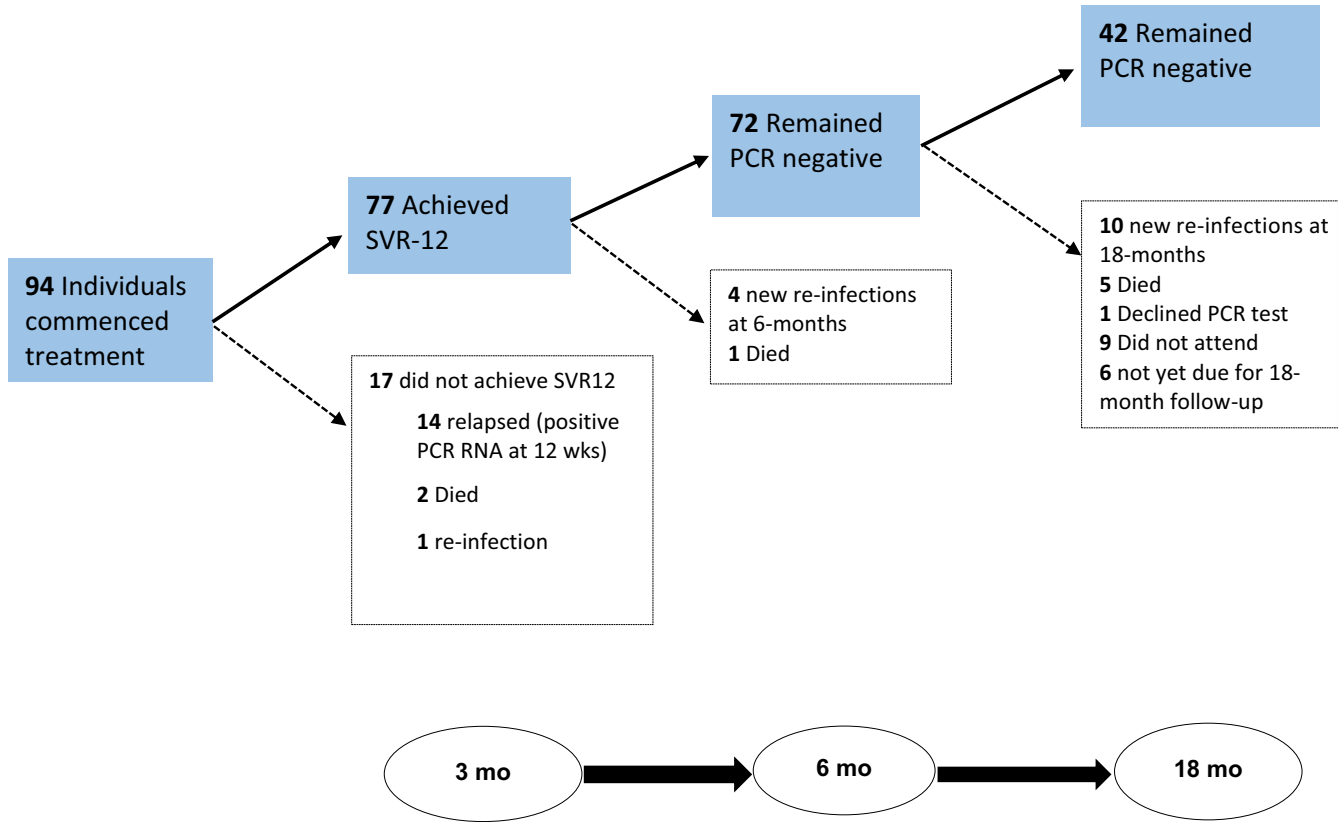 94 Individuals
commenced
treatment
77 Achieved
SVR-12
17 did not achieve SVR12
14 relapsed (positive
PCR RNA at 12 wks)
2 Died
1 re-infection
72 Remained
PCR negative
4 new re-infections
at 6-months
1 Died
42 Remained
PCR negative
10 new re-infections at
18-months
5 Died
1 Declined PCR test
9 Did not attend
6 not yet due for 18-
month follow-up
3 mo
6 mo
18 mo